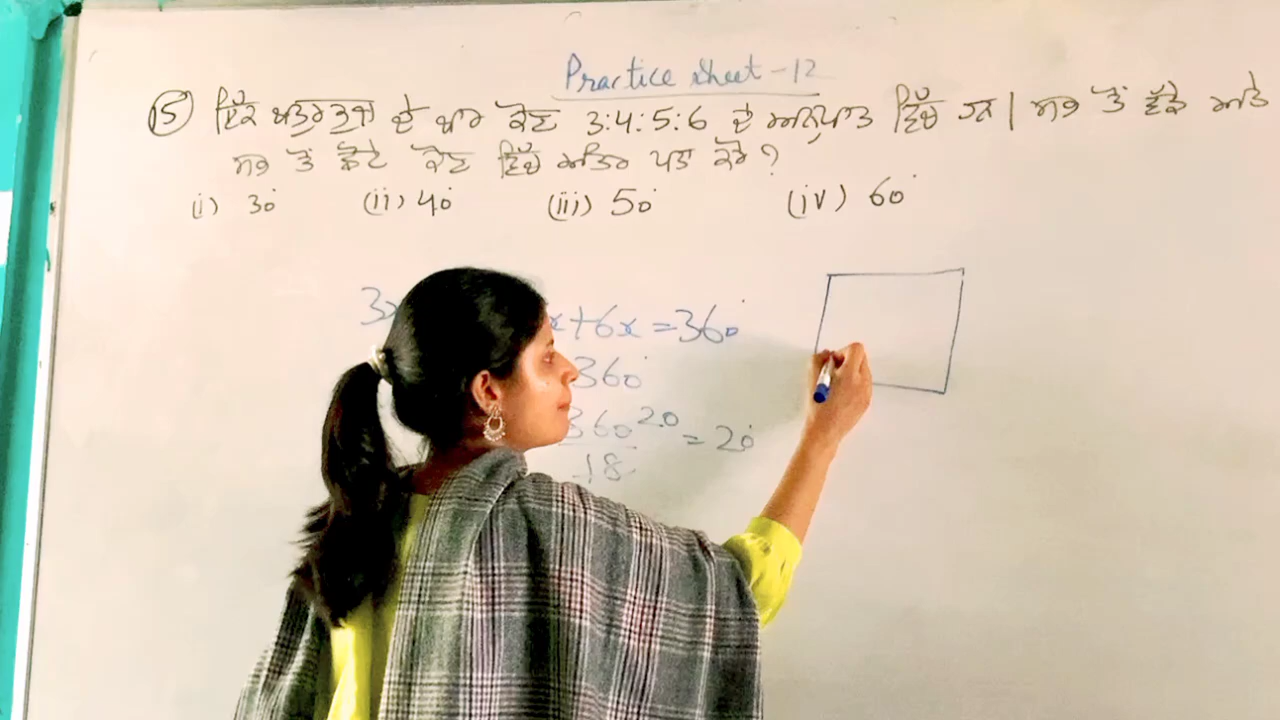 Practice sheet-12
15 ਇੱਕ ਚਤੁਰਭੁਜ ਦੇ ਚਾਰ ਕੋਣ 3:4:5:6 ਦੇ ਅਨੁਪਾਤ ਵਿੱਚ ਹਨ। ਸਭ ਤੋਂ ਵੱਡੇ ਅਤੇ
ਸਭ ਤੋਂ ਛੋਟੇ ਕੋਣ ਵਿੱਚ ਅੰਤਰ ਪਤਾ ਕਰੋ?
(i) 30° (ii) 40° (iii) 50° (iv) 60°
3x x+6x=360°
360°
360 20 = 20°
18